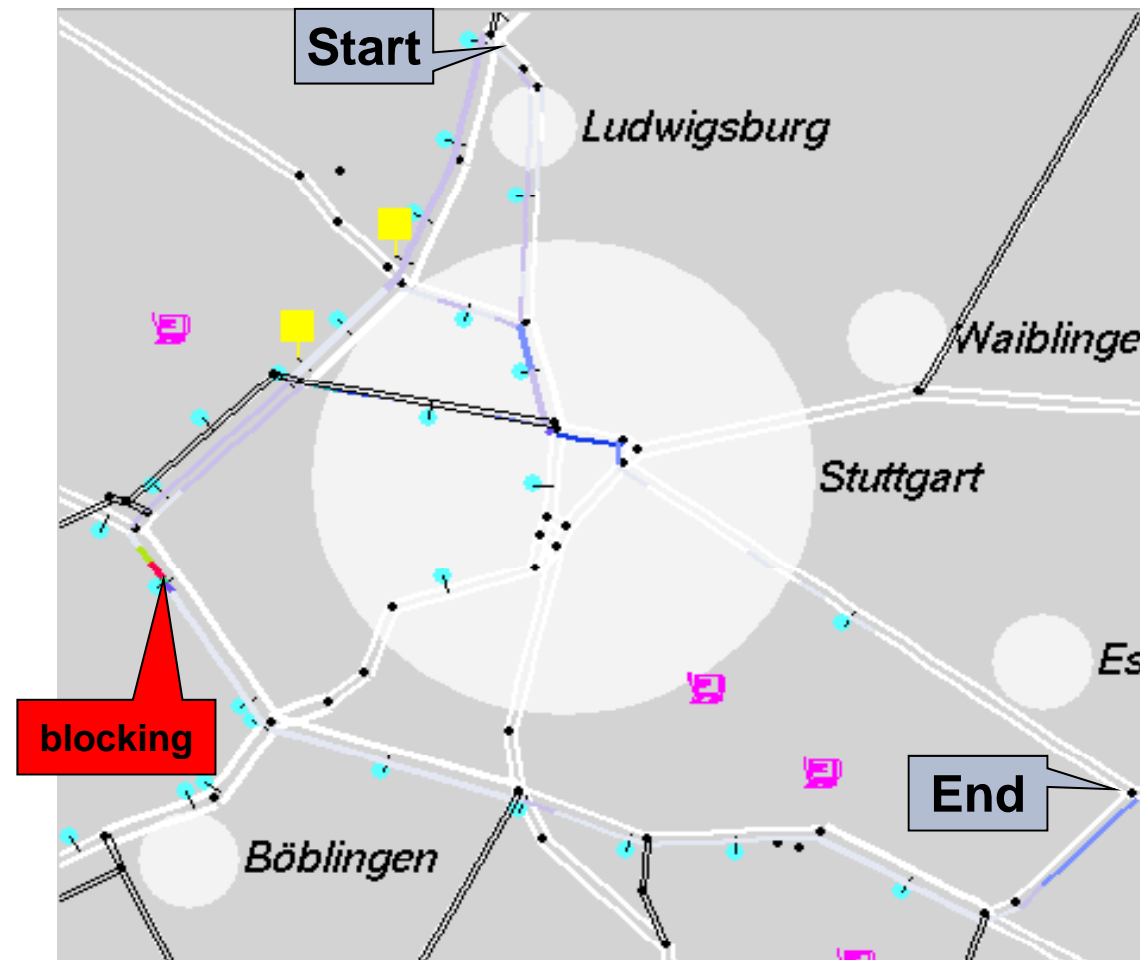 Start
Ludwigsburg
Waiblinge
Stuttgart
Es
blocking
End
Böblingen